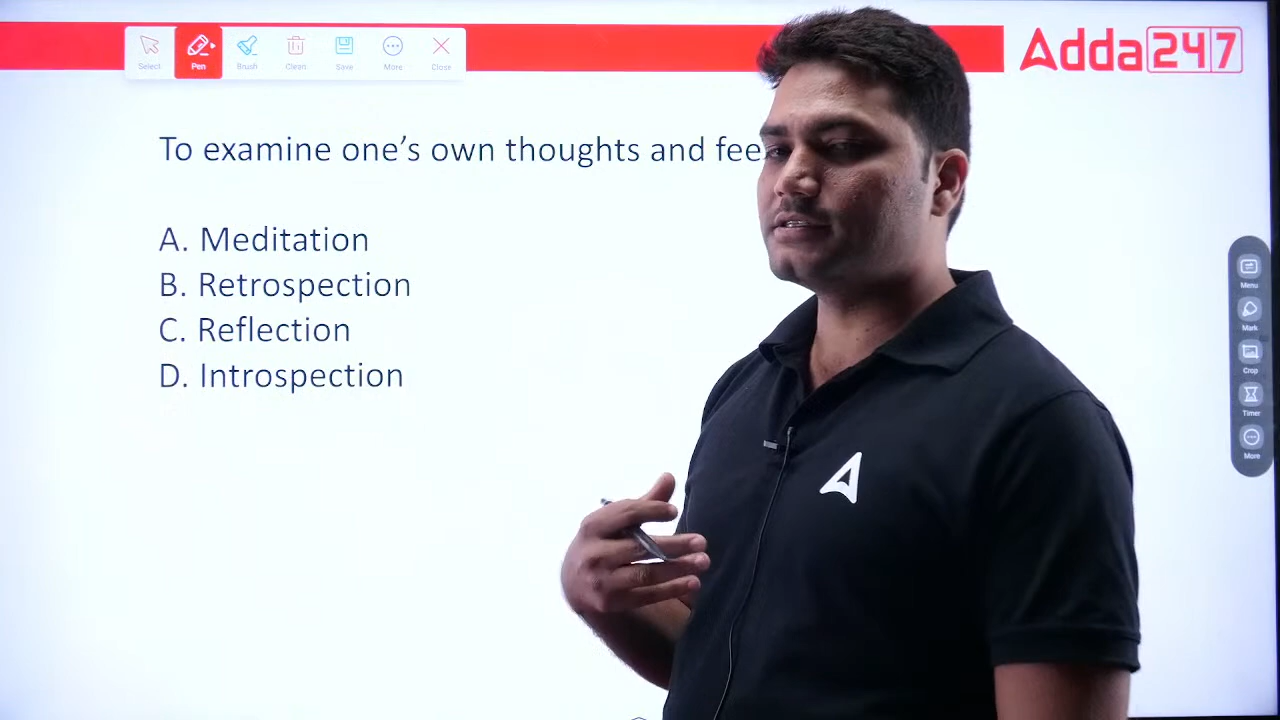 Select Pen Brush Clean Save More Close
Adda247
To examine one’s own thoughts and
A. Meditation
B. Retrospection
C. Reflection
D. Introspection
Menu
Mark
Crop
Timer
More